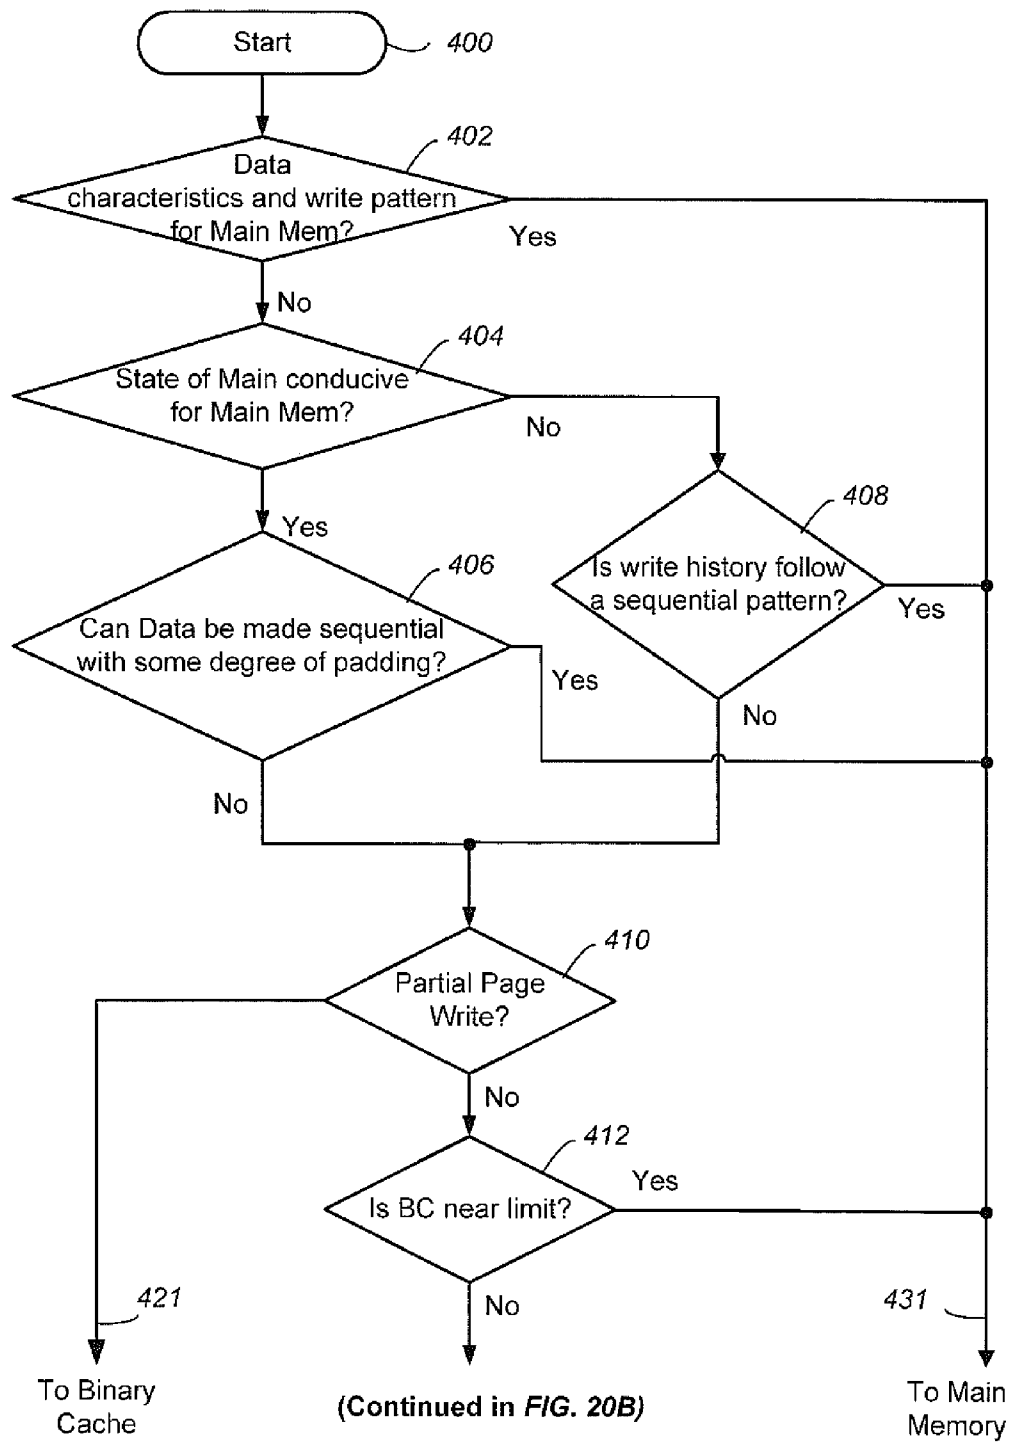 Start
400
402
Data
characteristics and write pattern
for Main Mem?
Yes
No
404
State of Main conducive
for Main Mem?
No
408
Yes
406
Is write history follow
a sequential pattern?
Yes
Can Data be made sequential
with some degree of padding?
Yes
No
No
410
Partial Page
Write?
No
412
Yes
Is BC near limit?
421
No
431
To Binary
Cache
(Continued in FIG. 20B)
To Main
Memory